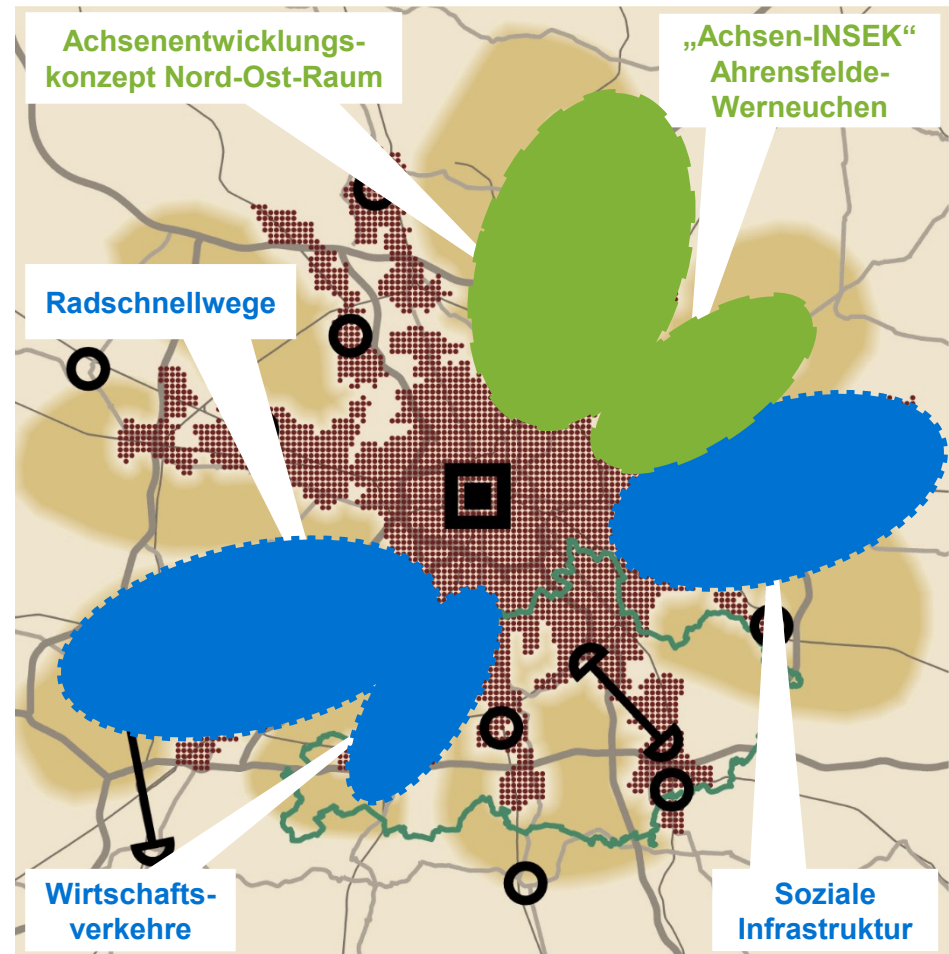 Achsenentwicklungs-
konzept Nord-Ost-Raum
„Achsen-INSEK“
Ahrensfelde-
Werneuchen
Radschnellwege
Wirtschafts-
verkehre
Soziale
Infrastruktur